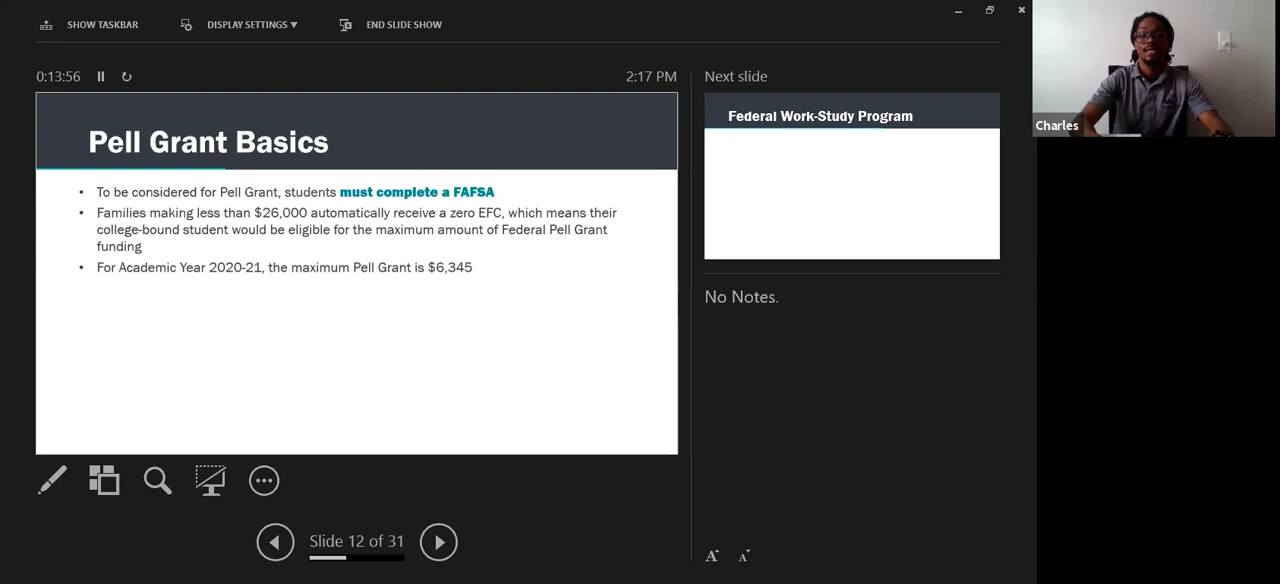 SHOW TASKBAR
DISPLAY SETTINGS ▼
END SLIDE SHOW
0:13:56
2:17 PM
Pell Grant Basics
• To be considered for Pell Grant, students must complete a FAFSA
• Families making less than $26,000 automatically receive a zero EFC, which means their
college-bound student would be eligible for the maximum amount of Federal Pell Grant
funding
• For Academic Year 2020-21, the maximum Pell Grant is $6,345
Slide 12 of 31
Next slide
Federal Work-Study Program
No Notes.
A A
Charles